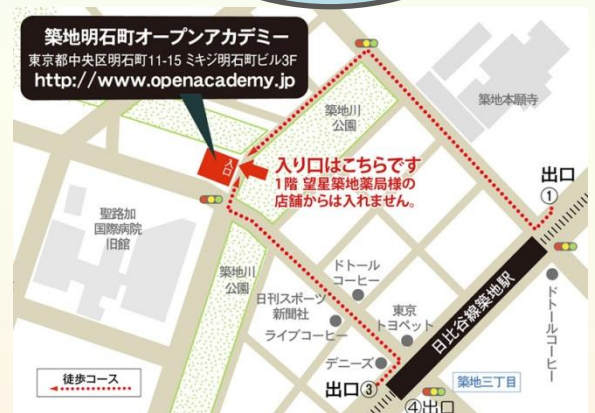 築地明石町オープンアカデミー
東京都中央区明石町11-15 ミキジ明石町ビル3F
http://www.openacademy.jp
築地本願寺
築地川
公園
入口
入り口はこちらです
1階 望星築地薬局様の
店舗からは入れません。
出口
①
聖路加
国際病院
旧館
築地川
公園
ドトール
コーヒー
日刊スポーツ
新聞社
ライブコーヒー
東京
トヨペット
デニーズ
日比谷線築地駅
ドトールコーヒー
徒歩コース
出口③
築地三丁目
④出口